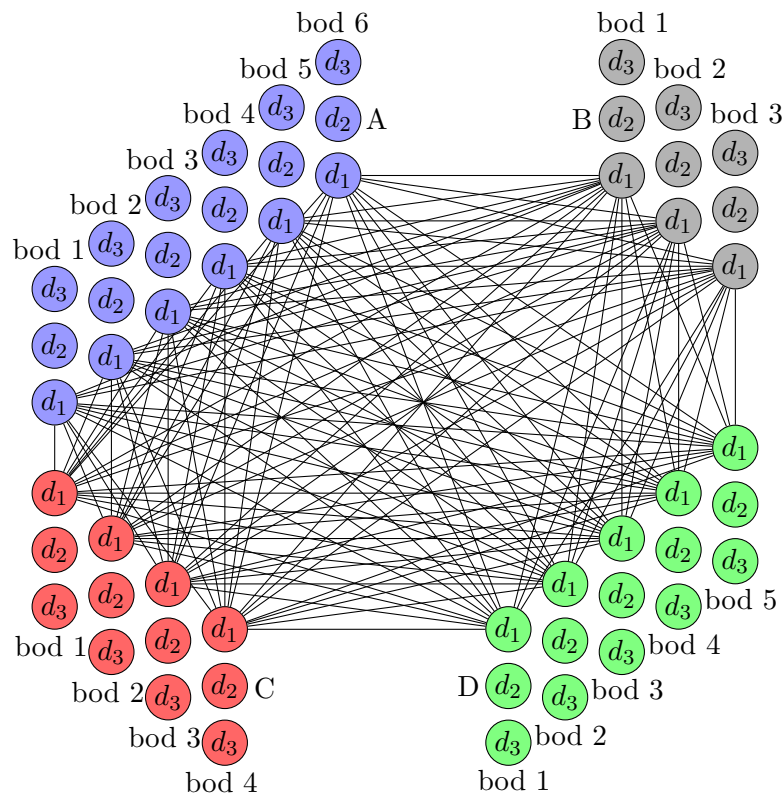 bod 6
d₃
d₂ A
d₁
bod 5
d₃
d₂
d₁
bod 4
d₃
d₂
d₁
bod 3
d₃
d₂
d₁
bod 2
d₃
d₂
d₁
bod 1
d₃
d₂
d₁
bod 1
d₃
B d₂
d₁
bod 2
d₃
d₂
d₁
bod 3
d₃
d₂
d₁
d₁
d₂
d₃
bod 1
d₁
d₂
d₃
bod 2
d₁
d₂
d₃
bod 3
d₁
d₂ C
d₃
bod 4
d₁
D d₂
d₃
bod 1
d₁
d₂
d₃
bod 2
d₁
d₂
d₃
bod 3
d₁
d₂
d₃
bod 4
d₁
d₂
d₃
bod 5